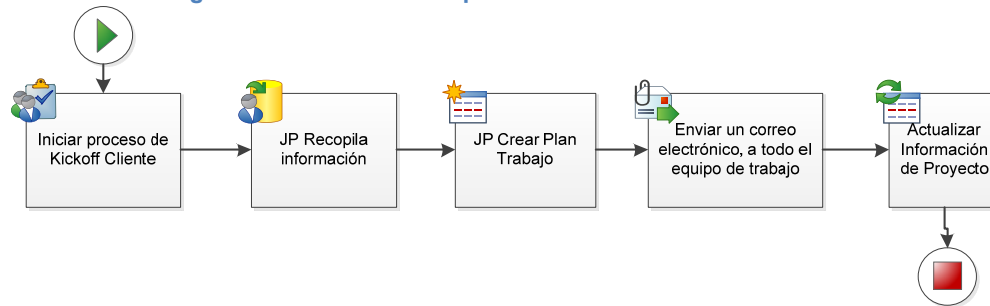 Iniciar proceso de
Kickoff Cliente
JP Recopila
información
JP Crear Plan
Trabajo
Enviar un correo
electrónico, a todo el
equipo de trabajo
Actualizar
Información
de Proyecto